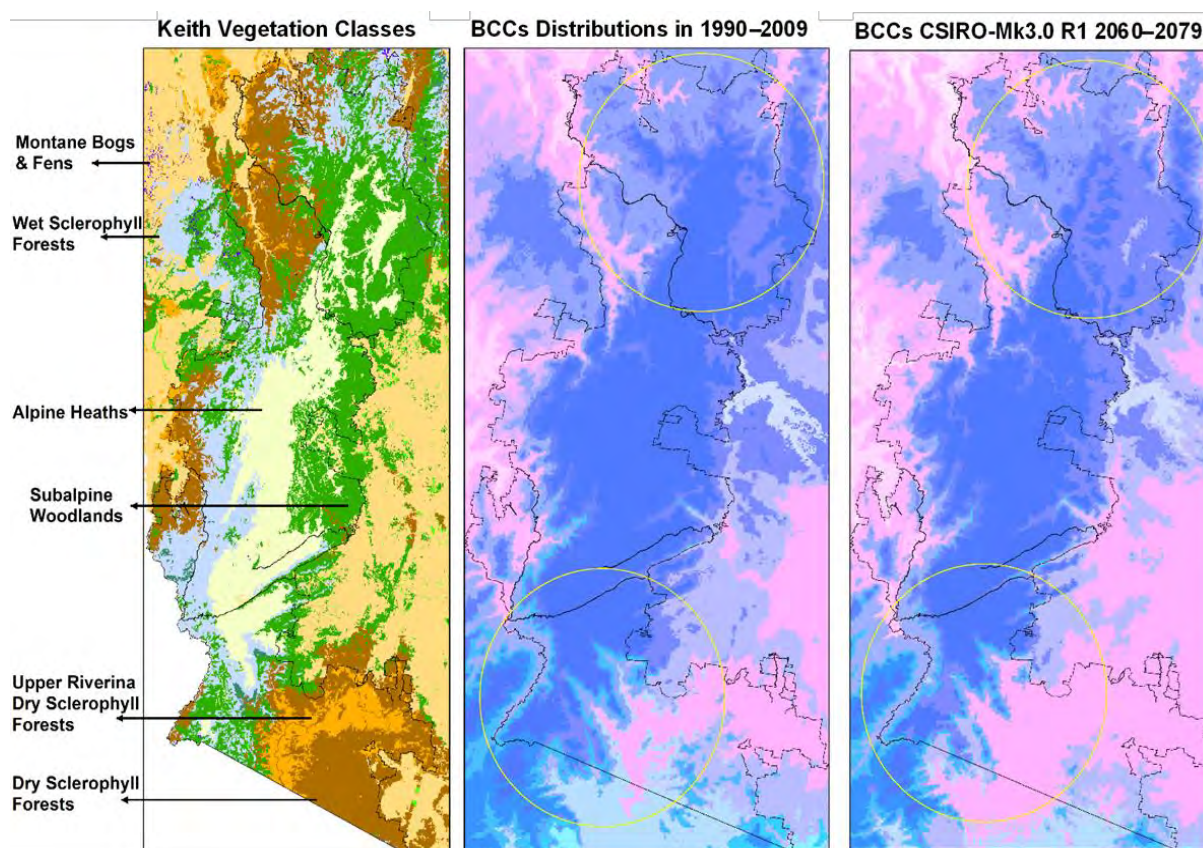 Keith Vegetation Classes
BCCs Distributions in 1990–2009
BCCs CSIRO-Mk3.0 R1 2060–2079
Montane Bogs
& Fens
Wet Sclerophyll
Forests
Alpine Heaths
Subalpine
Woodlands
Upper Riverina
Dry Sclerophyll
Forests
Dry Sclerophyll
Forests